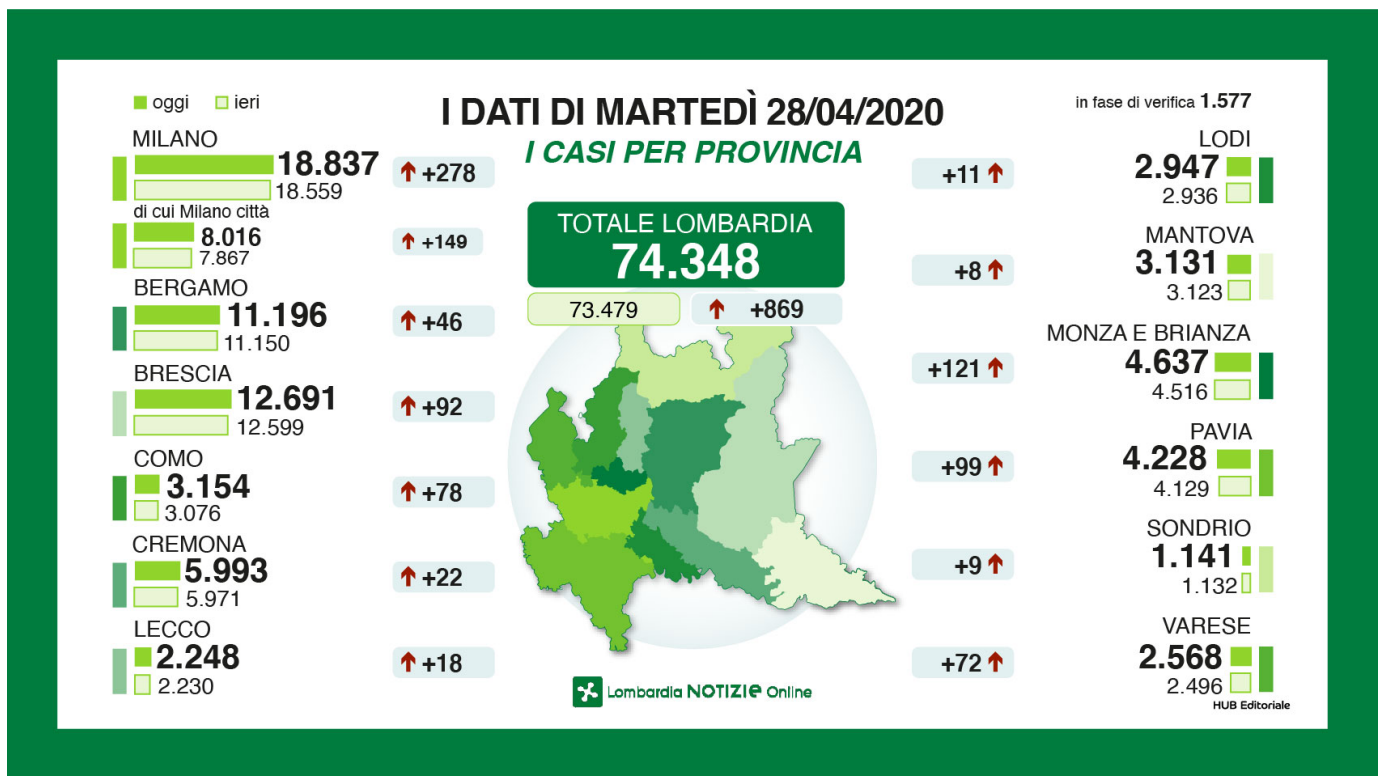 oggi ieri
I DATI DI MARTEDÌ 28/04/2020
I CASI PER PROVINCIA
in fase di verifica 1.577
MILANO
18.837
18.559
+278
di cui Milano città
8.016
7.867
+149
BERGAMO
11.196
11.150
+46
BRESCIA
12.691
12.599
+92
COMO
3.154
3.076
+78
CREMONA
5.993
5.971
+22
LECCO
2.248
2.230
+18
TOTALE LOMBARDIA
74.348
73.479 +869
LODI
2.947
2.936
+11
MANTOVA
3.131
3.123
+8
MONZA E BRIANZA
4.637
4.516
+121
PAVIA
4.228
4.129
+99
SONDRIO
1.141
1.132
+9
VARESE
2.568
2.496
+72
Lombardia NOTIZIE Online
HUB Editoriale